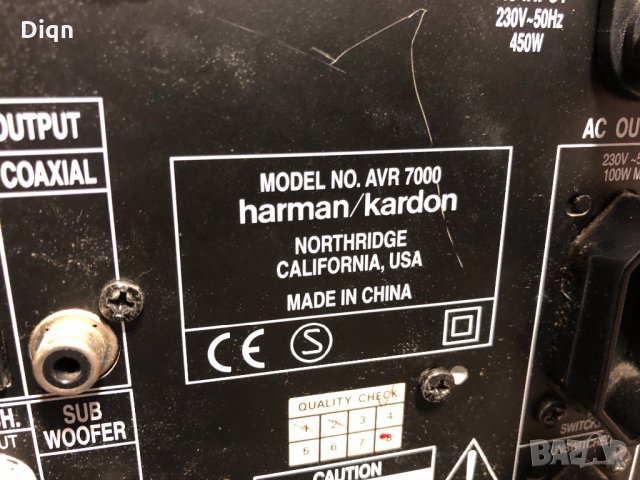 Diqn
230V~50Hz
450W
OUTPUT
COAXIAL
AC OU
230V
100W M
MODEL NO. AVR 7000
harman/kardon
NORTHRIDGE
CALIFORNIA, USA
MADE IN CHINA
CE S
SUB
WOOFER
QUALITY CHECK
1 2 3 4
5 6 7 8
CAUTION
BAZAR